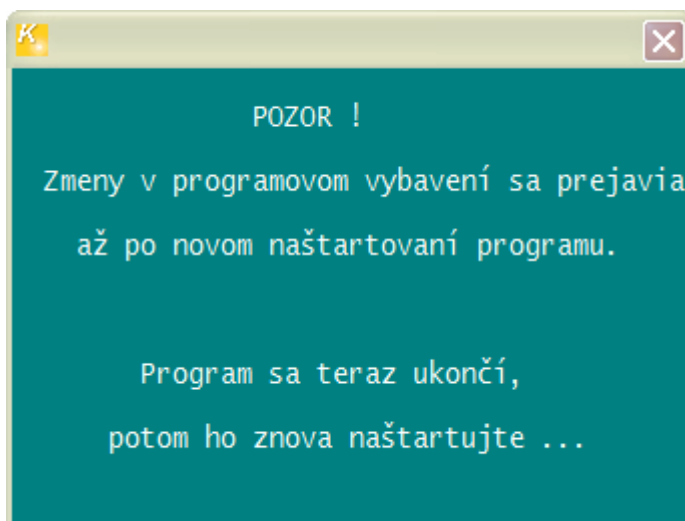 K
POZOR !
Zmeny v programovom vybavení sa prejavia
až po novom naštartovaní programu.
Program sa teraz ukončí,
potom ho znova naštartujte ...